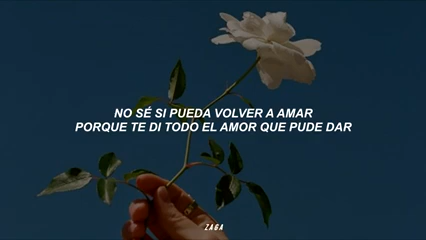 NO SÉ SI PUEDA VOLVER A AMAR
PORQUE TE DI TODO EL AMOR QUE PUDE DAR
ZAGA